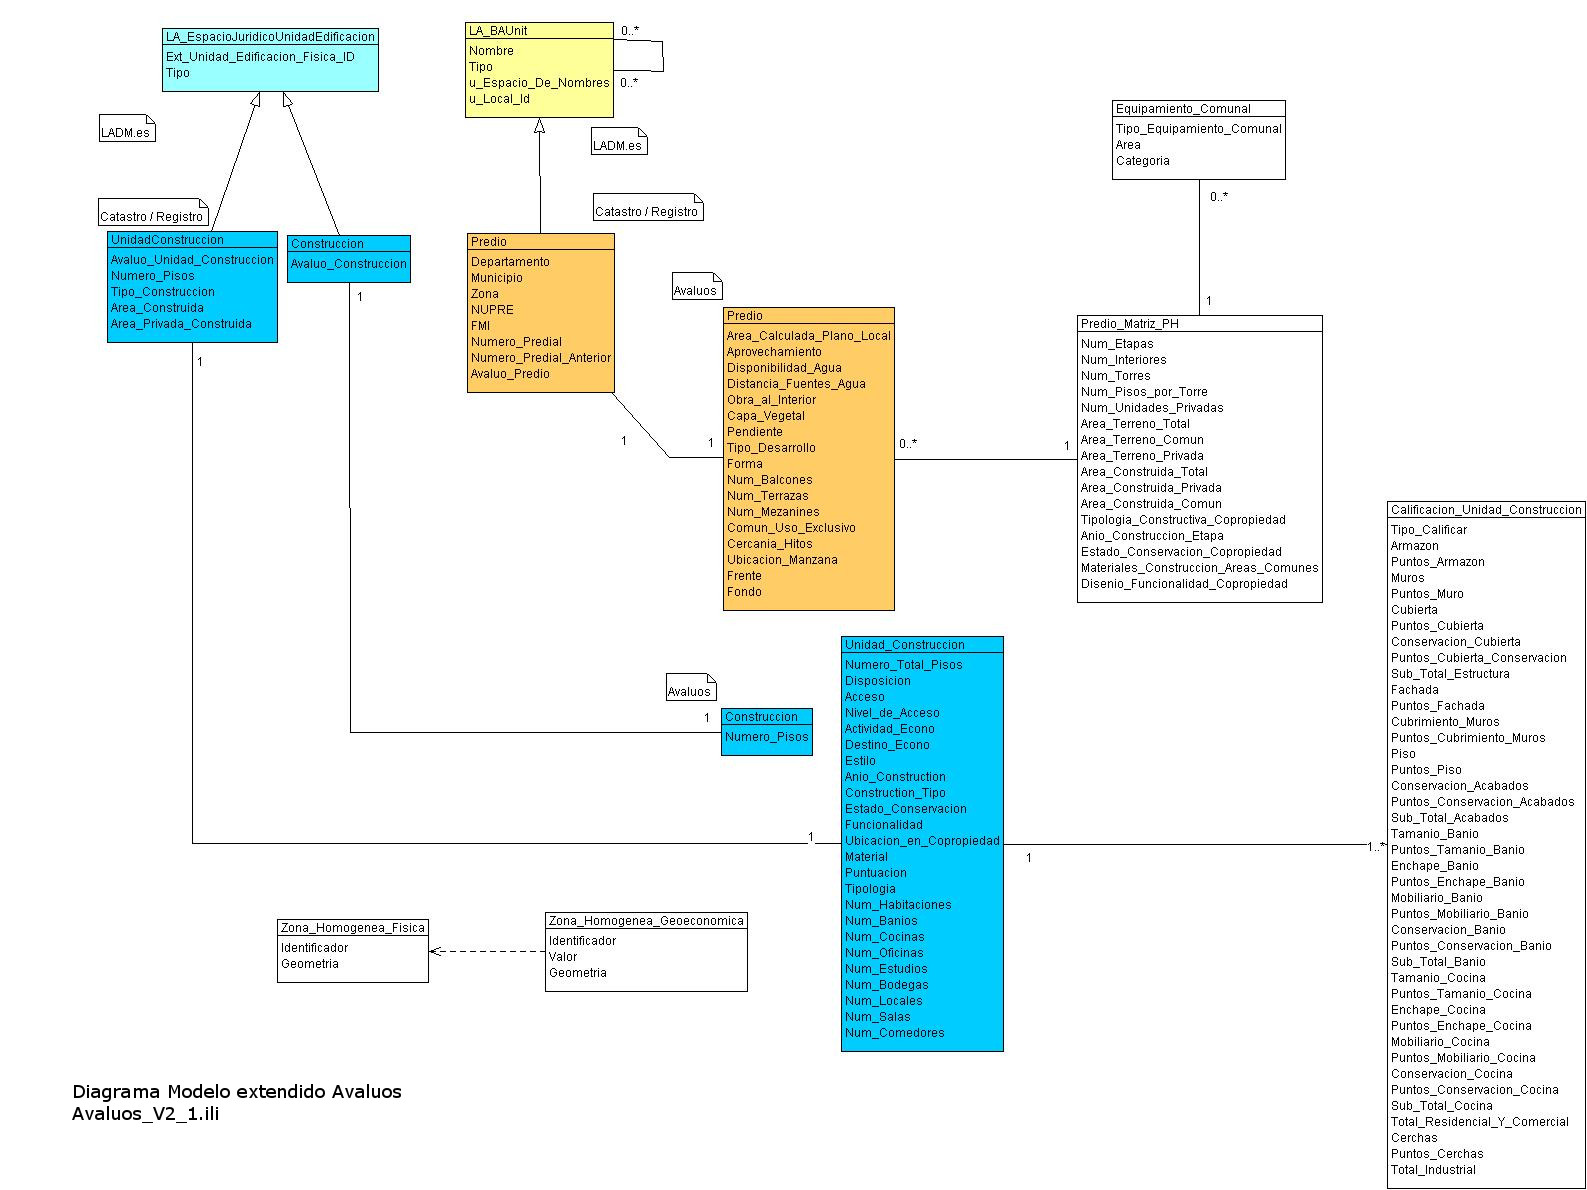 LA_EspacioJuridicoUnidadEdificacion
Ext_Unidad_Edificacion_Fisica_ID
Tipo
LADM.es
Catastro / Registro
UnidadConstruccion
Avaluo_Unidad_Construccion
Numero_Pisos
Tipo_Construccion
Area_Construida
Area_Privada_Construida
1
Construccion
Avaluo_Construccion
1
LA_BAUnit
Nombre
Tipo
u_Espacio_De_Nombres
u_Local_Id
0..*
0..*
LADM.es
Catastro / Registro
Predio
Departamento
Municipio
Zona
NUPRE
FMI
Numero_Predial
Numero_Predial_Anterior
Avaluo_Predio
1
1
Avaluos
Predio
Area_Calculada_Plano_Local
Aprovechamiento
Disponibilidad_Agua
Distancia_Fuentes_Agua
Obra_al_Interior
Capa_Vegetal
Pendiente
Tipo_Desarrollo
Forma
Num_Balcones
Num_Terrazas
Num_Mezanines
Comun_Uso_Exclusivo
Cercania_Hitos
Ubicacion_Manzana
Frente
Fondo
0..*
1
Equipamiento_Comunal
Tipo_Equipamiento_Comunal
Area
Categoria
0..*
1
Predio_Matriz_PH
Num_Etapas
Num_Interiores
Num_Torres
Num_Pisos_por_Torre
Num_Unidades_Privadas
Area_Terreno_Total
Area_Terreno_Comun
Area_Terreno_Privada
Area_Construida_Total
Area_Construida_Privada
Area_Construida_Comun
Tipologia_Constructiva_Copropiedad
Anio_Construccion_Etapa
Estado_Conservacion_Copropiedad
Materiales_Construccion_Areas_Comunes
Disenio_Funcionalidad_Copropiedad
Avaluos
1
Construccion
Numero_Pisos
1
Unidad_Construccion
Numero_Total_Pisos
Disposicion
Acceso
Nivel_de_Acceso
Actividad_Econo
Destino_Econo
Estilo
Anio_Construction
Construction_Tipo
Estado_Conservacion
Funcionalidad
Ubicacion_en_Copropiedad
Material
Puntuacion
Tipologia
Num_Habitaciones
Num_Banios
Num_Cocinas
Num_Oficinas
Num_Estudios
Num_Bodegas
Num_Locales
Num_Salas
Num_Comedores
1
1..*
Calificacion_Unidad_Construccion
Tipo_Calificar
Armazon
Puntos_Armazon
Muros
Puntos_Muro
Cubierta
Puntos_Cubierta
Conservacion_Cubierta
Puntos_Cubierta_Conservacion
Sub_Total_Estructura
Fachada
Puntos_Fachada
Cubrimiento_Muros
Puntos_Cubrimiento_Muros
Piso
Puntos_Piso
Conservacion_Acabados
Puntos_Conservacion_Acabados
Sub_Total_Acabados
Tamanio_Banio
Puntos_Tamanio_Banio
Enchape_Banio
Puntos_Enchape_Banio
Mobiliario_Banio
Puntos_Mobiliario_Banio
Conservacion_Banio
Puntos_Conservacion_Banio
Sub_Total_Banio
Tamanio_Cocina
Puntos_Tamanio_Cocina
Enchape_Cocina
Puntos_Enchape_Cocina
Mobiliario_Cocina
Puntos_Mobiliario_Cocina
Conservacion_Cocina
Puntos_Conservacion_Cocina
Sub_Total_Cocina
Total_Residencial_Y_Comercial
Cerchas
Puntos_Cerchas
Total_Industrial
Zona_Homogenea_Fisica
Identificador
Geometria
Zona_Homogenea_Geoeconomica
Identificador
Valor
Geometria
Diagrama Modelo extendido Avaluos
Avaluos_V2_1.ili